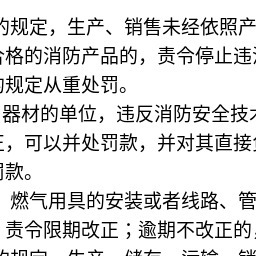 的规定，生产、销售未经依照产
合格的消防产品的，责令停止违
的规定从重处罚。
器材的单位，违反消防安全技
正，可以并处罚款，并对其直接
罚款。
燃气用具的安装或者线路、管
责令限期改正；逾期不改正的，